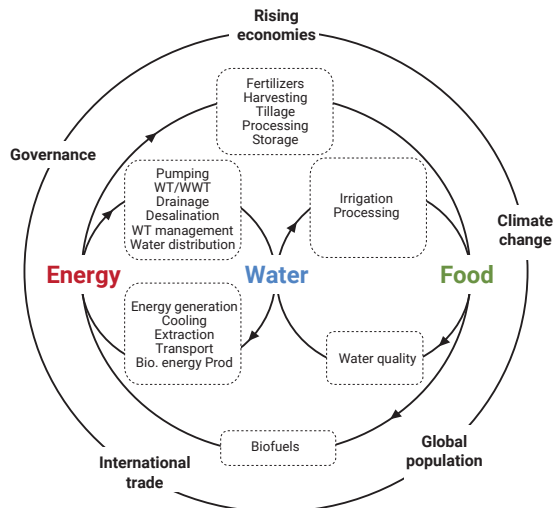 Rising
economies
Fertilizers
Harvesting
Tillage
Processing
Storage
Governance
Pumping
WT/WWT
Drainage
Desalination
WT management
Water distribution
Irrigation
Processing
Climate
change
Energy
Water
Food
Energy generation
Cooling
Extraction
Transport
Bio. energy Prod
Water quality
Biofuels
Global
population
International
trade